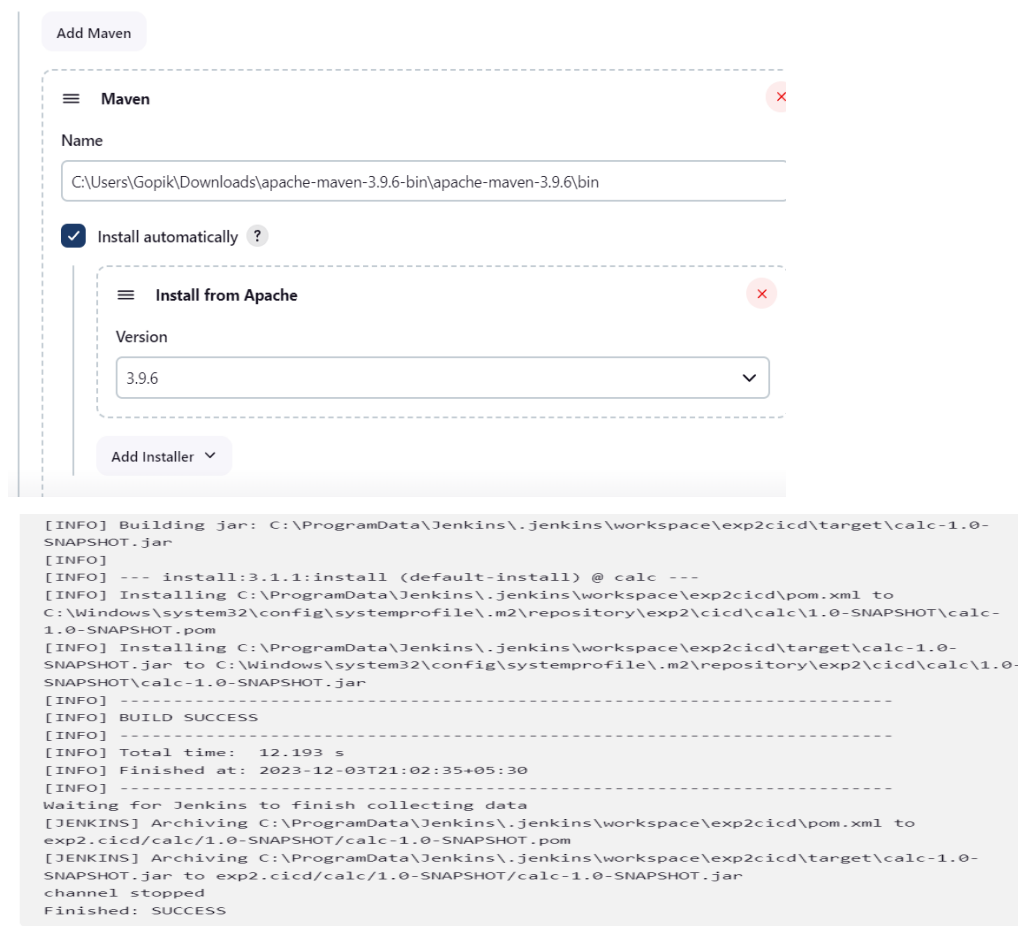 Add Maven
Maven
Name
C:\Users\Gopik\Downloads\apache-maven-3.9.6-bin\apache-maven-3.9.6\bin
Install automatically ?
Install from Apache
Version
3.9.6
Add Installer
[INFO] Building jar: C:\ProgramData\Jenkins\.jenkins\workspace\exp2cicd\target\calc-1.0-
SNAPSHOT.jar
[INFO]
[INFO] --- install:3.1.1:install (default-install) @ calc ---
[INFO] Installing C:\ProgramData\Jenkins\.jenkins\workspace\exp2cicd\pom.xml to
C:\Windows\system32\config\systemprofile\.m2\repository\exp2\cicd\calc\1.0-SNAPSHOT\calc-
1.0-SNAPSHOT.pom
[INFO] Installing C:\ProgramData\Jenkins\.jenkins\workspace\exp2cicd\target\calc-1.0-
SNAPSHOT.jar to C:\Windows\system32\config\systemprofile\.m2\repository\exp2\cicd\calc\1.0-
SNAPSHOT\calc-1.0-SNAPSHOT.jar
[INFO] ------------------------------------------------------------------------
[INFO] BUILD SUCCESS
[INFO] ------------------------------------------------------------------------
[INFO] Total time:  12.193 s
[INFO] Finished at: 2023-12-03T21:02:35+05:30
[INFO] ------------------------------------------------------------------------
Waiting for Jenkins to finish collecting data
[JENKINS] Archiving C:\ProgramData\Jenkins\.jenkins\workspace\exp2cicd\pom.xml to
exp2.cicd/calc/1.0-SNAPSHOT/calc-1.0-SNAPSHOT.pom
[JENKINS] Archiving C:\ProgramData\Jenkins\.jenkins\workspace\exp2cicd\target\calc-1.0-
SNAPSHOT.jar to exp2.cicd/calc/1.0-SNAPSHOT/calc-1.0-SNAPSHOT.jar
channel stopped
Finished: SUCCESS